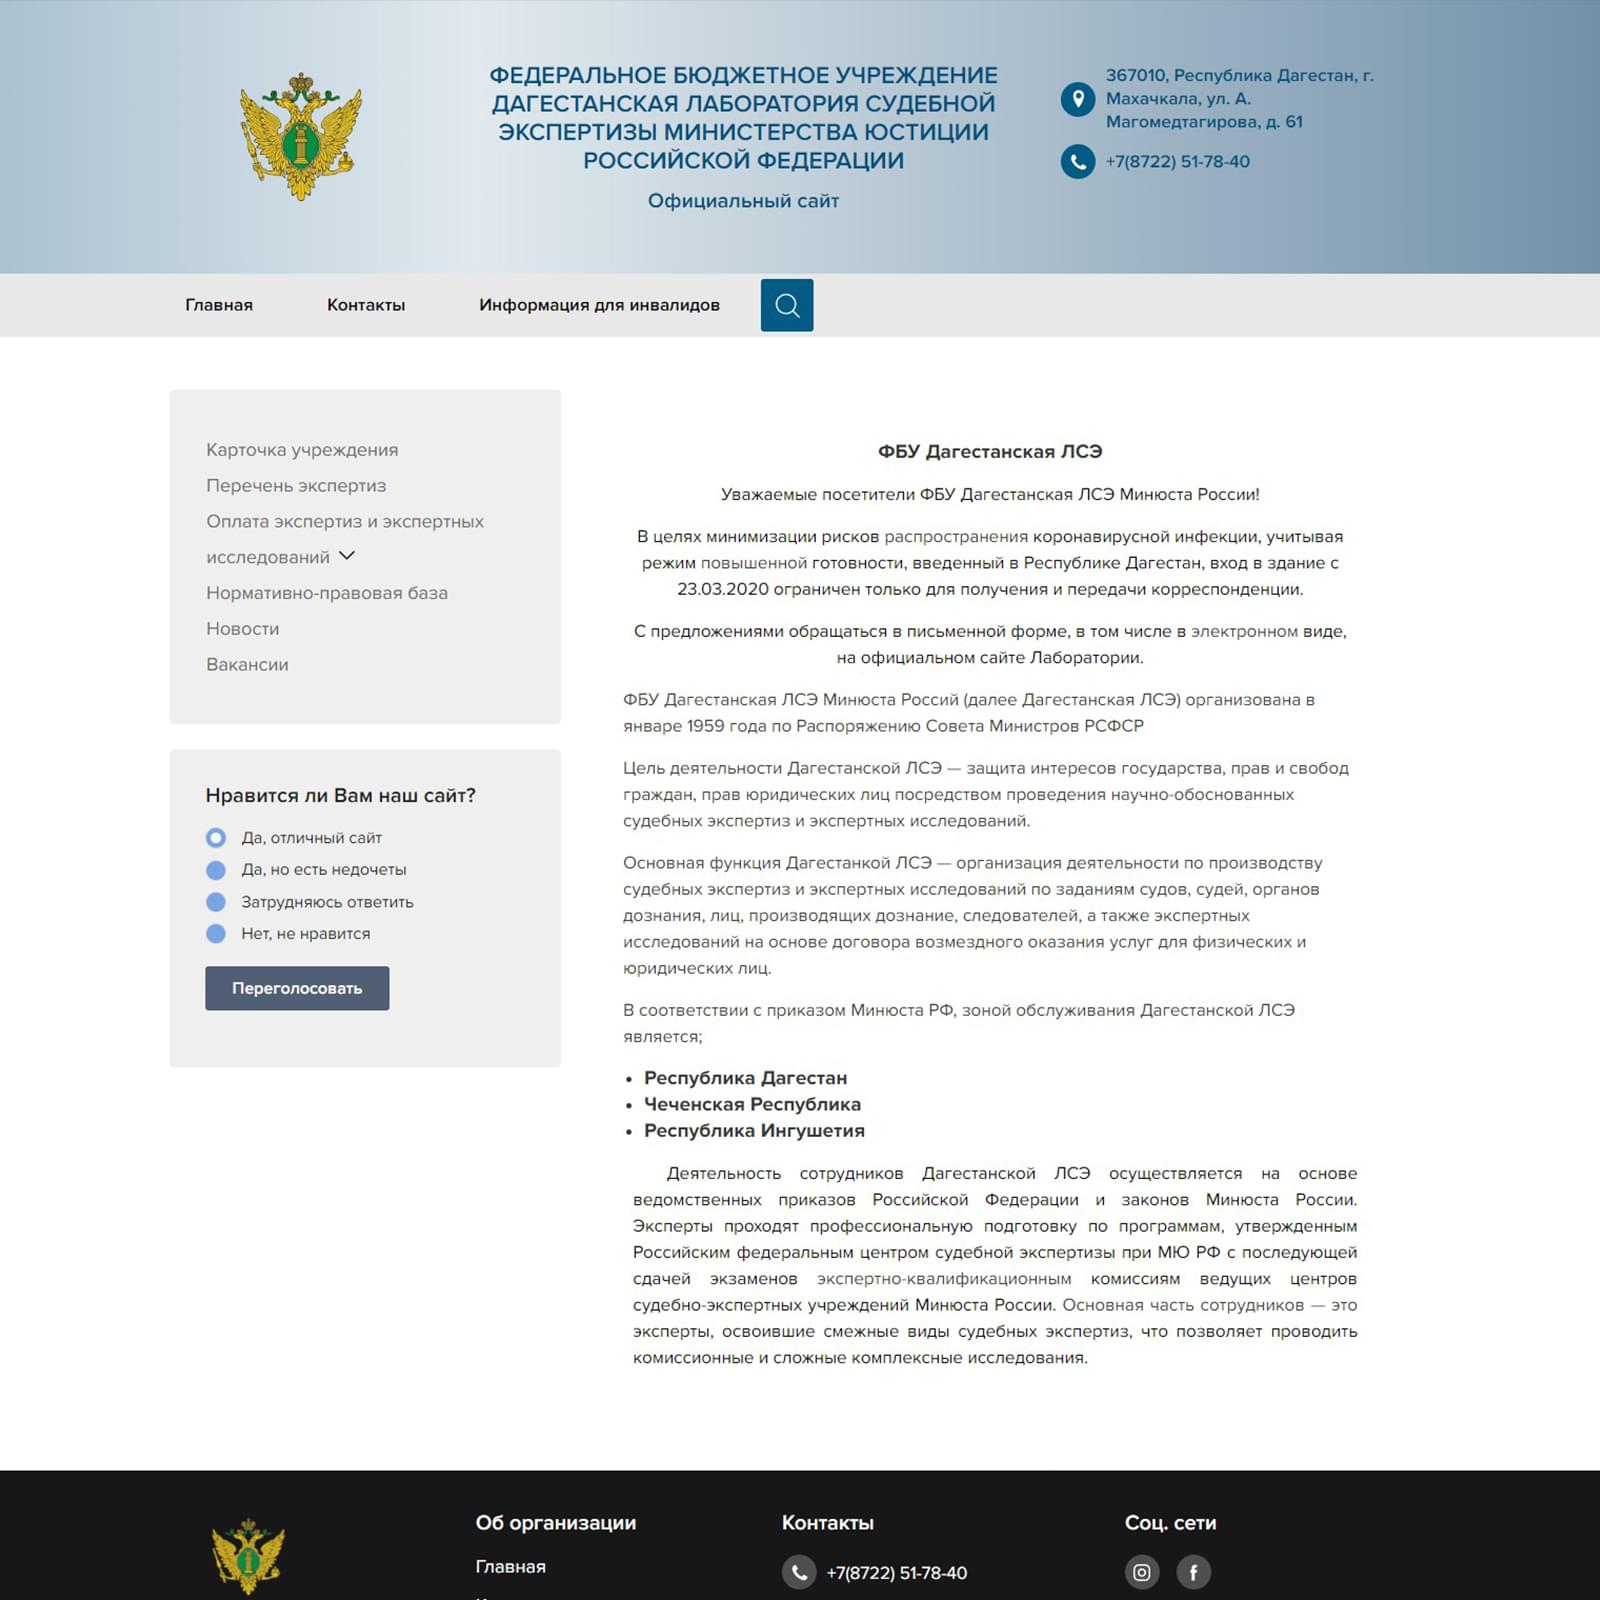 ФЕДЕРАЛЬНОЕ БЮДЖЕТНОЕ УЧРЕЖДЕНИЕ
ДАГЕСТАНСКАЯ ЛАБОРАТОРИЯ СУДЕБНОЙ
ЭКСПЕРТИЗЫ МИНИСТЕРСТВА ЮСТИЦИИ
РОССИЙСКОЙ ФЕДЕРАЦИИ
Официальный сайт
367010, Республика Дагестан, г.
Махачкала, ул. А.
Магомедтагирова, д. 61
+7(8722) 51-78-40
Главная
Контакты
Информация для инвалидов
Карточка учреждения
Перечень экспертиз
Оплата экспертиз и экспертных
исследований
Нормативно-правовая база
Новости
Вакансии
Нравится ли Вам наш сайт?
Да, отличный сайт
Да, но есть недочеты
Затрудняюсь ответить
Нет, не нравится
Переголосовать
ФБУ Дагестанская ЛСЭ
Уважаемые посетители ФБУ Дагестанская ЛСЭ Минюста России!
В целях минимизации рисков распространения коронавирусной инфекции, учитывая
режим повышенной готовности, введенный в Республике Дагестан, вход в здание с
23.03.2020 ограничен только для получения и передачи корреспонденции.
С предложениями обращаться в письменной форме, в том числе в электронном виде,
на официальном сайте Лаборатории.
ФБУ Дагестанская ЛСЭ Минюста Россий (далее Дагестанская ЛСЭ) организована в
январе 1959 года по Распоряжению Совета Министров РСФСР
Цель деятельности Дагестанской ЛСЭ — защита интересов государства, прав и свобод
граждан, прав юридических лиц посредством проведения научно-обоснованных
судебных экспертиз и экспертных исследований.
Основная функция Дагестанкой ЛСЭ — организация деятельности по производству
судебных экспертиз и экспертных исследований по заданиям судов, судей, органов
дознания, лиц, производящих дознание, следователей, а также экспертных
исследований на основе договора возмездного оказания услуг для физических и
юридических лиц.
В соответствии с приказом Минюста РФ, зоной обслуживания Дагестанской ЛСЭ
является;
• Республика Дагестан
• Чеченская Республика
• Республика Ингушетия
Деятельность сотрудников Дагестанской ЛСЭ осуществляется на основе
ведомственных приказов Российской Федерации и законов Минюста России.
Эксперты проходят профессиональную подготовку по программам, утвержденным
Российским федеральным центром судебной экспертизы при МЮ РФ с последующей
сдачей экзаменов экспертно-квалификационным комиссиям ведущих центров
судебно-экспертных учреждений Минюста России. Основная часть сотрудников — это
эксперты, освоившие смежные виды судебных экспертиз, что позволяет проводить
комиссионные и сложные комплексные исследования.
Об организации
Главная
Контакты
+7(8722) 51-78-40
Соц. сети